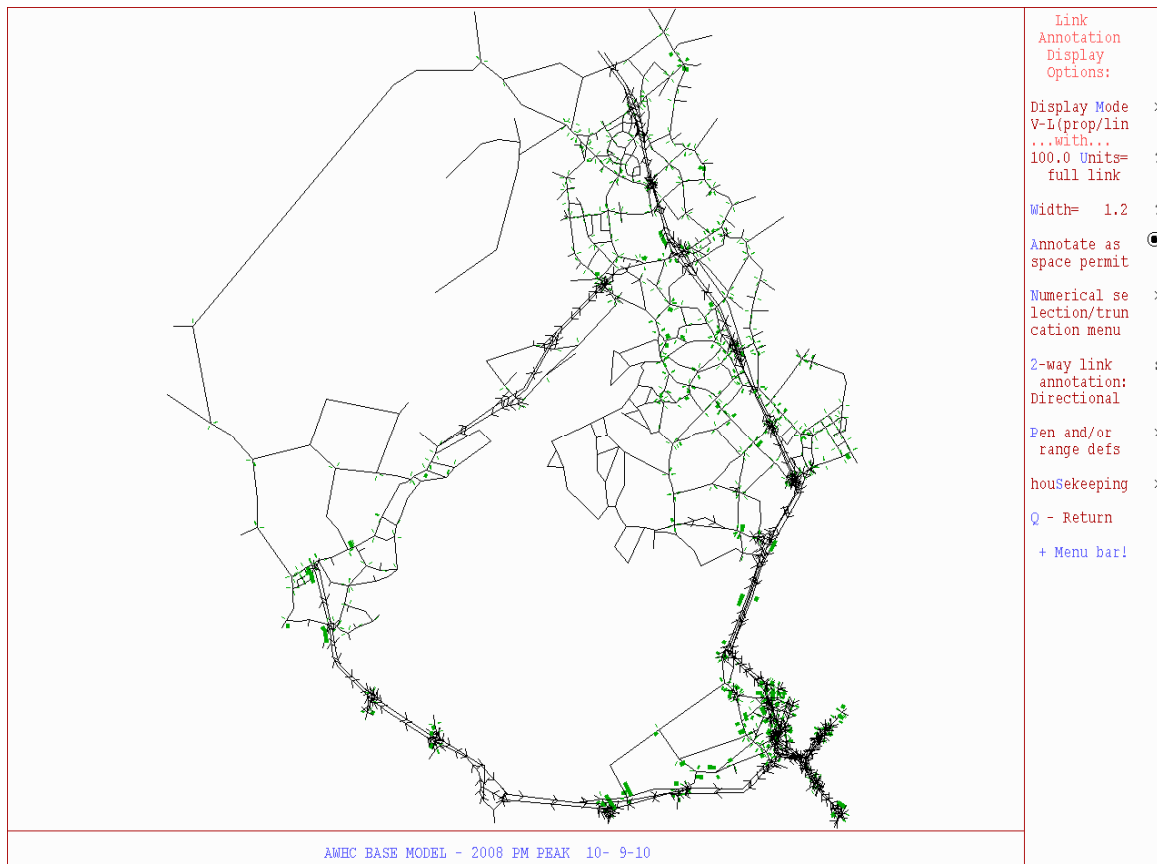 Link
Annotation
Display
Options:
Display Mode
V-L(prop/lin
...with...
100.0 Units=
full link
Width= 1.2
Annotate as
space permit
Numerical se
lection/trun
cation menu
2-way link
annotation:
Directional
Pen and/or
range defs
houSekeeping
Q - Return
+ Menu bar!
AWHC BASE MODEL - 2008 PM PEAK 10- 9-10